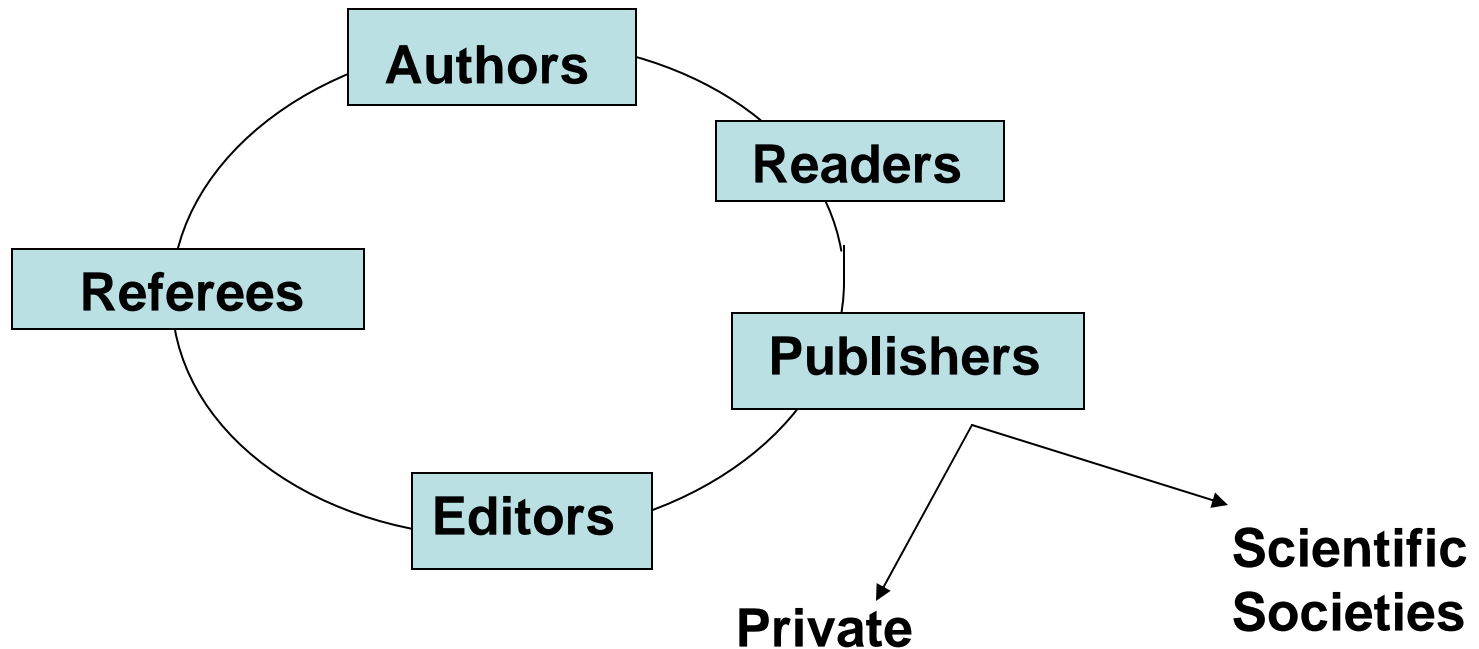 Authors
Readers
Referees
Publishers
Editors
Scientific
Societies
Private